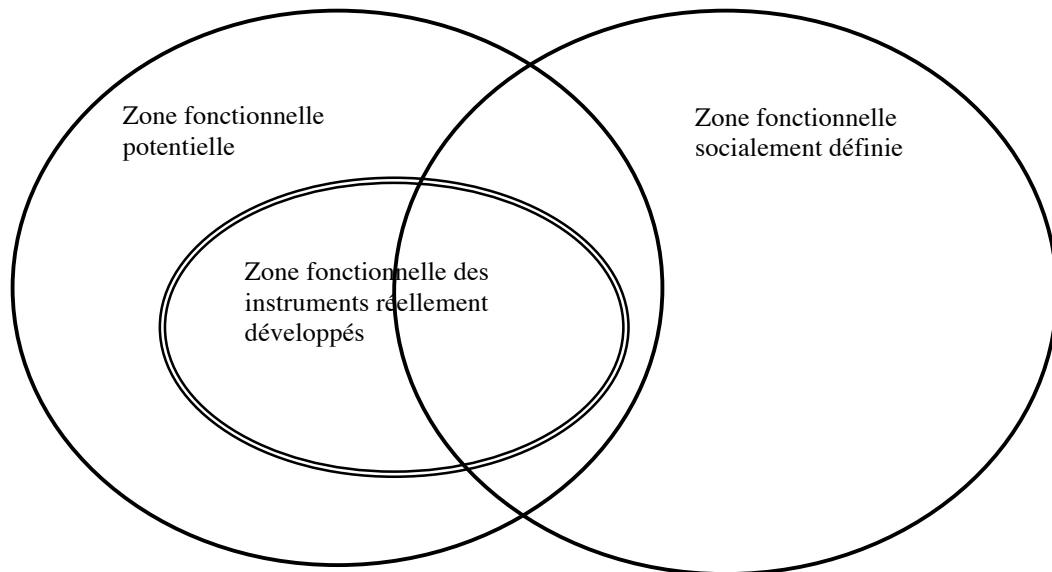 Zone fonctionnelle
potentielle
Zone fonctionnelle
socialement définie
Zone fonctionnelle des
instruments réellement
développés